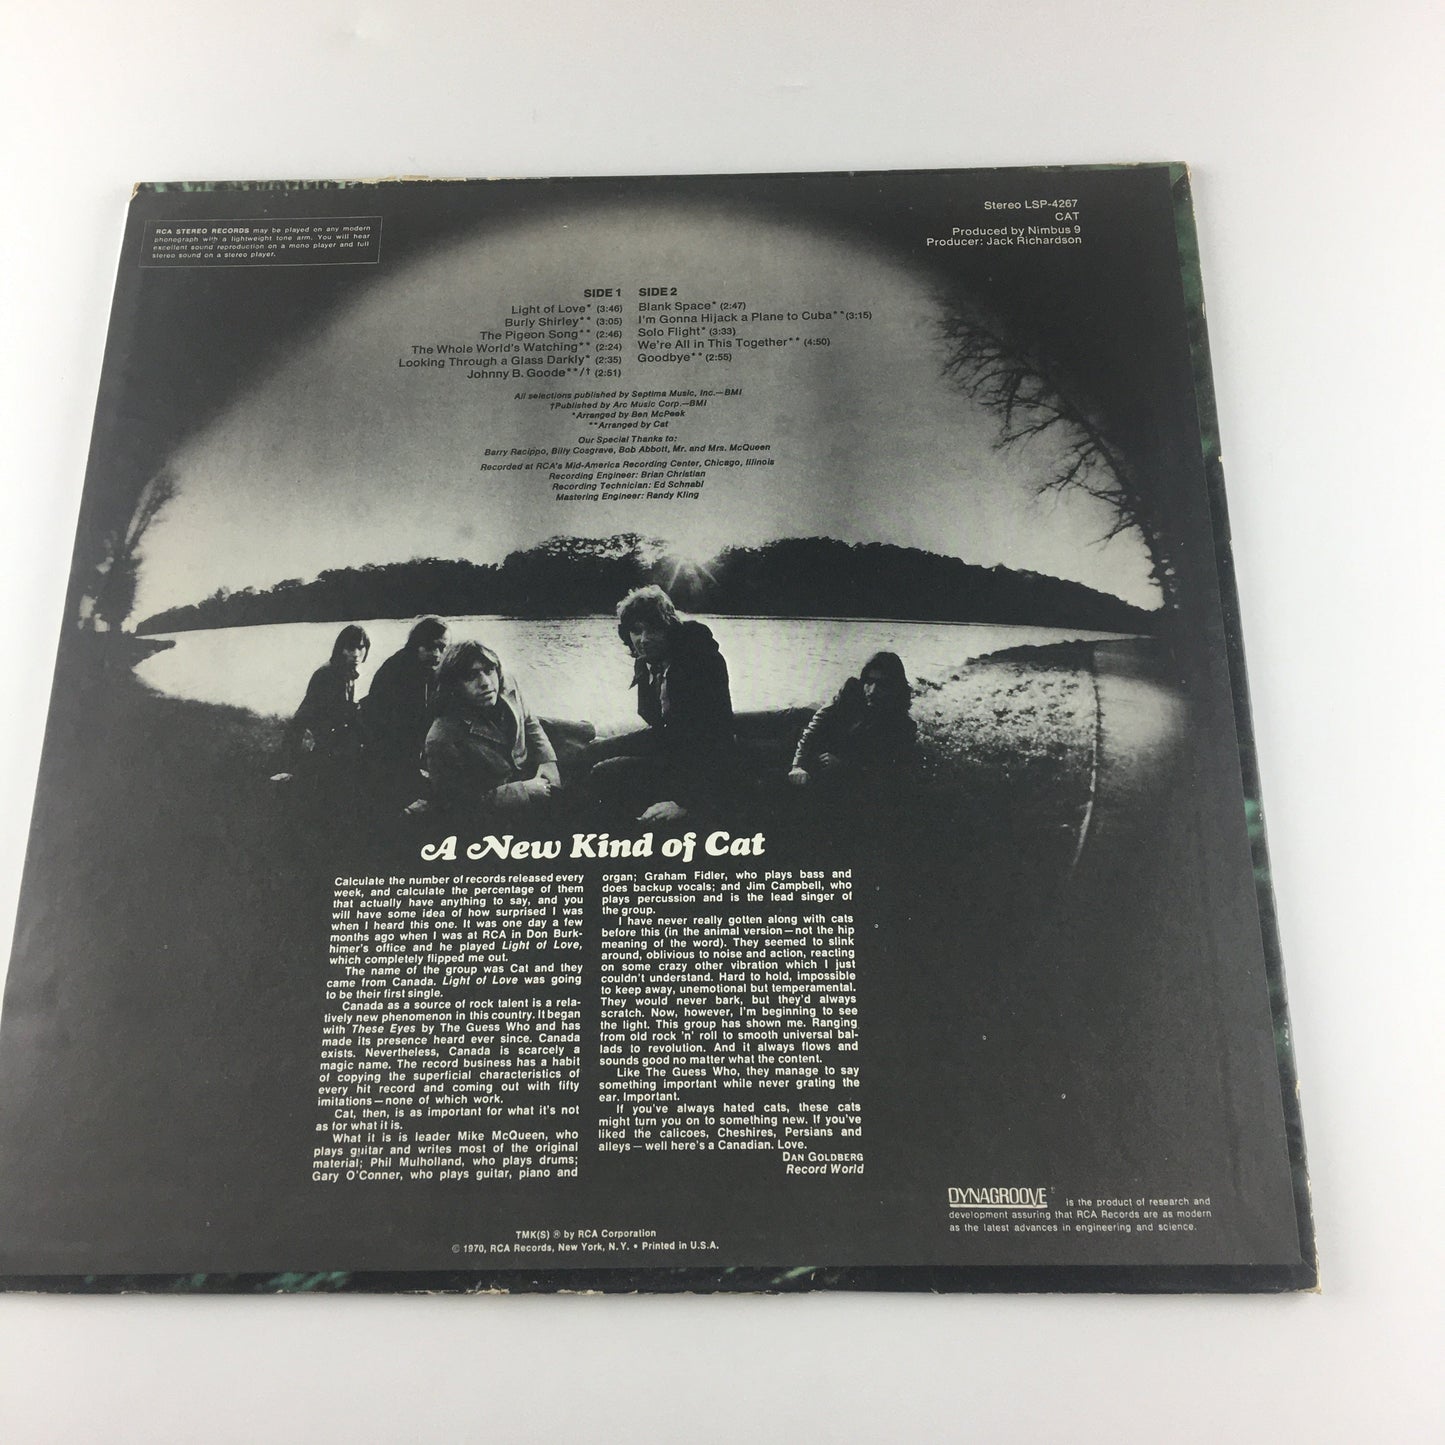 RCA STEREO RECORDS may be played on any modern
phonograph with a lightweight tone arm. You will hear
excellent sound reproduction on a mono player and full
stereo sound on a stereo player.
Stereo LSP-4267
CAT
Produced by Nimbus 9
Producer: Jack Richardson
SIDE 1
Light of Love* (3:46)
Burly Shirley** (3:05)
The Pigeon Song** (2:46)
The Whole World's Watching** (2:24)
Looking Through a Glass Darkly* (2:35)
Johnny B. Goode**/† (2:51)
SIDE 2
Blank Space* (2:47)
I'm Gonna Hijack a Plane to Cuba**(3:15)
Solo Flight* (3:33)
We're All in This Together** (4:50)
Goodbye** (2:55)
All selections published by Septima Music, Inc.—BMI
†Published by Arc Music Corp.—BMI
*Arranged by Ben McPeek
**Arranged by Cat
Our Special Thanks to:
Barry Racippo, Billy Cosgrave, Bob Abbott, Mr. and Mrs. McQueen
Recorded at RCA's Mid-America Recording Center, Chicago, Illinois
Recording Engineer: Brian Christian
Recording Technician: Ed Schnabl
Mastering Engineer: Randy Kling
A New Kind of Cat
Calculate the number of records released every
week, and calculate the percentage of them
that actually have anything to say, and you
will have some idea of how surprised I was
when I heard this one. It was one day a few
months ago when I was at RCA in Don Burk-
himer's office and he played Light of Love,
which completely flipped me out.
The name of the group was Cat and they
came from Canada. Light of Love was going
to be their first single.
Canada as a source of rock talent is a rela-
tively new phenomenon in this country. It began
with These Eyes by The Guess Who and has
made its presence heard ever since. Canada
exists. Nevertheless, Canada is scarcely a
magic name. The record business has a habit
of copying the superficial characteristics of
every hit record and coming out with fifty
imitations—none of which work.
Cat, then, is as important for what it's not
as for what it is.
What it is is leader Mike McQueen, who
plays guitar and writes most of the original
material; Phil Mulholland, who plays drums;
Gary O'Conner, who plays guitar, piano and
organ; Graham Fidler, who plays bass and
does backup vocals; and Jim Campbell, who
plays percussion and is the lead singer of
the group.
I have never really gotten along with cats
before this (in the animal version—not the hip
meaning of the word). They seemed to slink
around, oblivious to noise and action, reacting
on some crazy other vibration which I just
couldn't understand. Hard to hold, impossible
to keep away, unemotional but temperamental.
They would never bark, but they'd always
scratch. Now, however, I'm beginning to see
the light. This group has shown me. Ranging
from old rock 'n' roll to smooth universal bal-
lads to revolution. And it always flows and
sounds good no matter what the content.
Like The Guess Who, they manage to say
something important while never grating the
ear. Important.
If you've always hated cats, these cats
might turn you on to something new. If you've
liked the calicoes, Cheshires, Persians and
alleys—well here's a Canadian. Love.
DAN GOLDBERG
Record World
DYNAGROOVE is the product of research and
development assuring that RCA Records are as modern
as the latest advances in engineering and science.
TMK(S) ® by RCA Corporation
© 1970, RCA Records, New York, N.Y. • Printed in U.S.A.